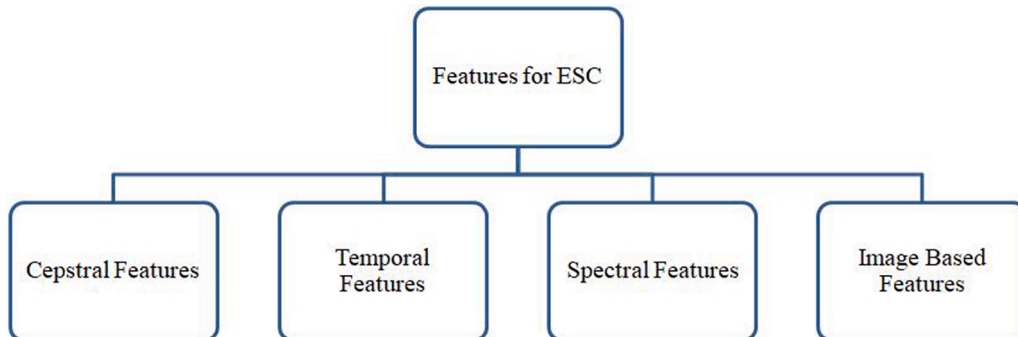 Features for ESC
Cepstral Features
Temporal
Features
Spectral Features
Image Based
Features